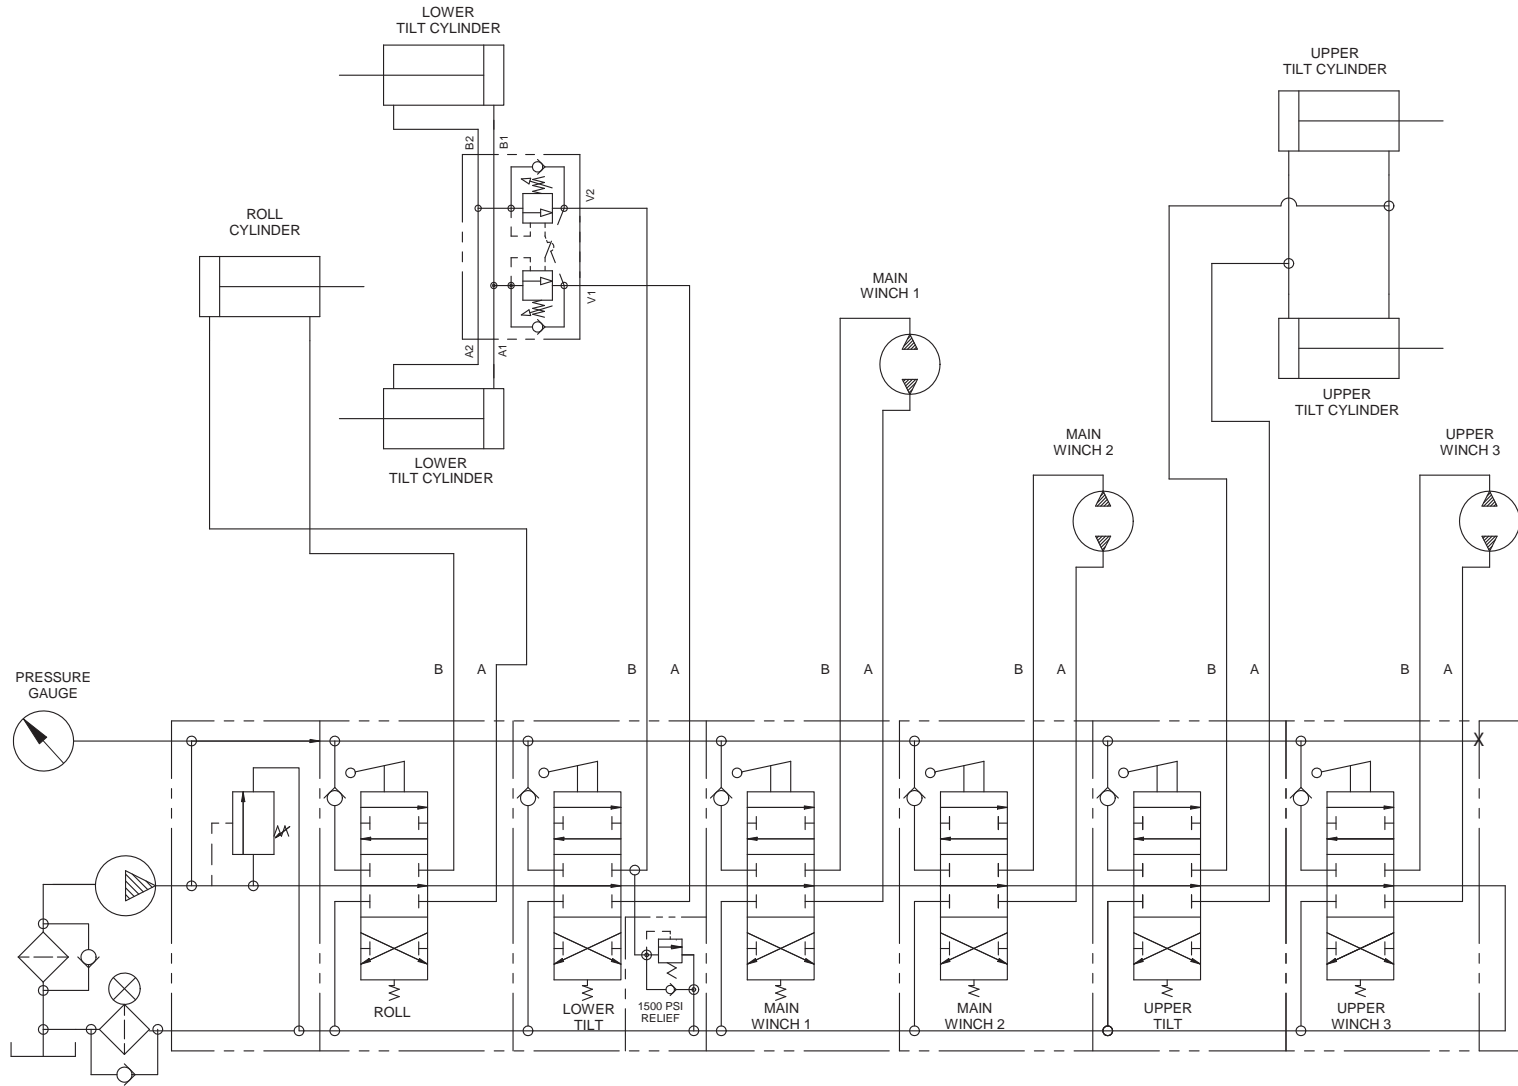 LOWER
TILT CYLINDER
UPPER
TILT CYLINDER
B2
B1
V2
ROLL
CYLINDER
MAIN
WINCH 1
V1
A2
A1
UPPER
TILT CYLINDER
LOWER
TILT CYLINDER
MAIN
WINCH 2
UPPER
WINCH 3
B
A
B
A
B
A
B
A
B
A
B
A
PRESSURE
GAUGE
X
ROLL
LOWER
TILT
1500 PSI
RELIEF
MAIN
WINCH 1
MAIN
WINCH 2
UPPER
TILT
UPPER
WINCH 3